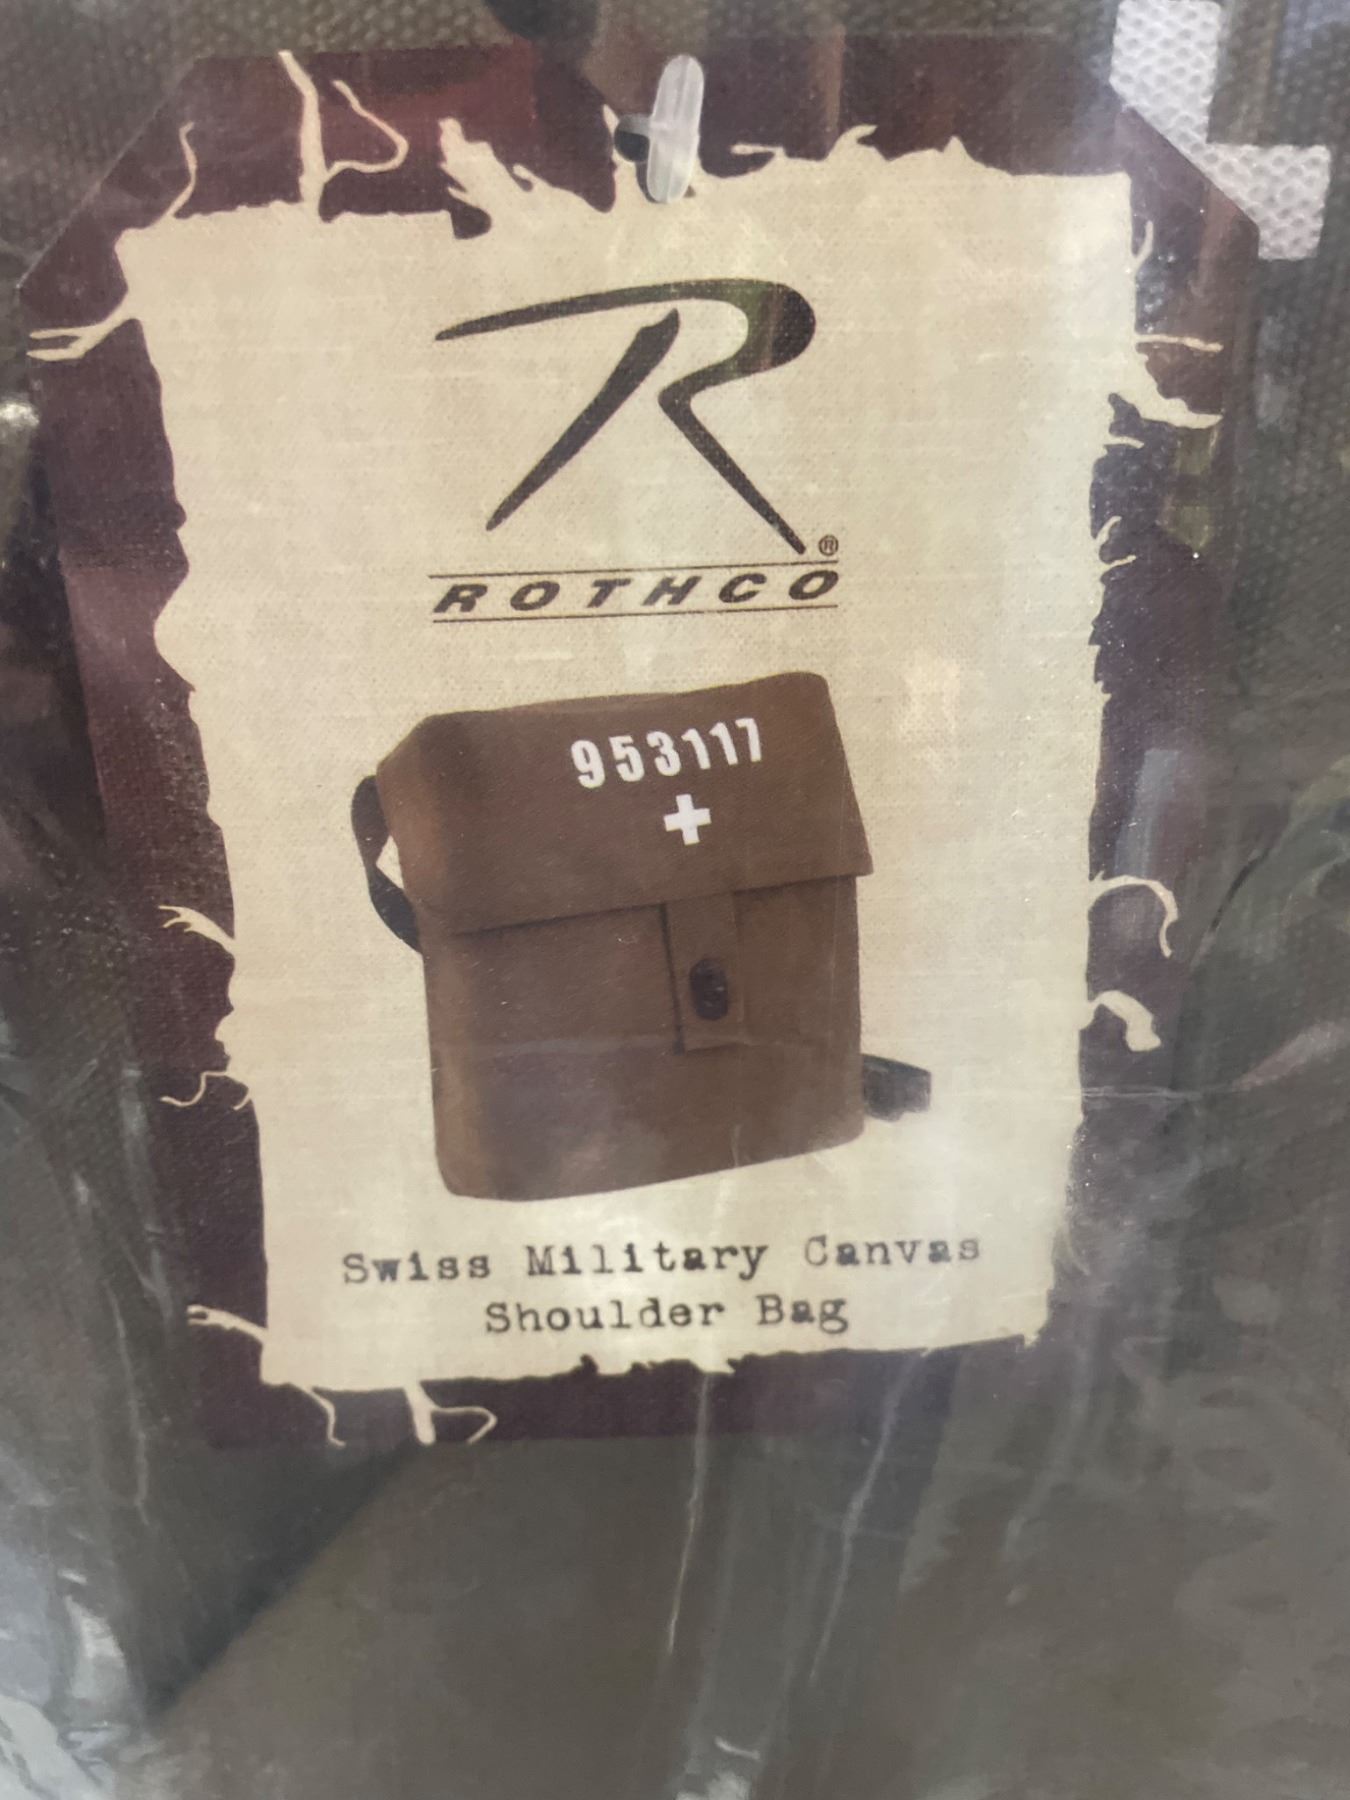 R®
ROTHCO
953117
Swiss Military Canvas
Shoulder Bag